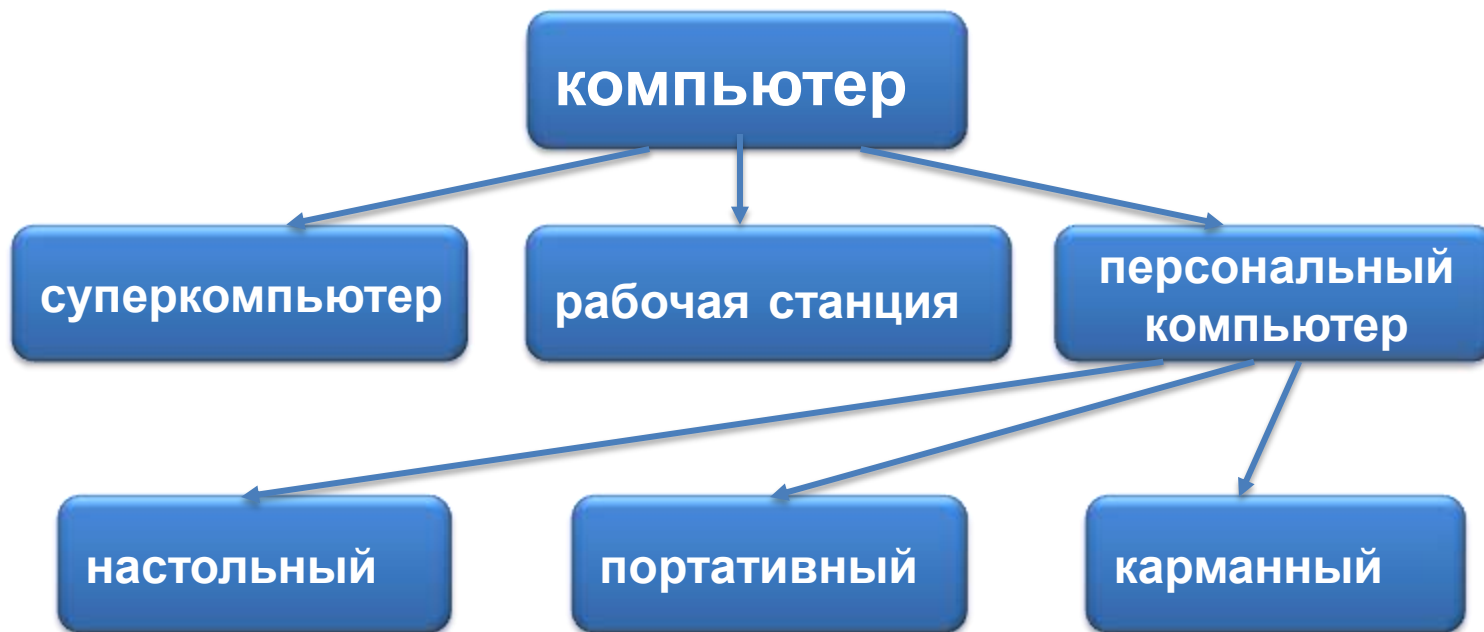 компьютер
суперкомпьютер
рабочая станция
персональный
компьютер
настольный
портативный
карманный